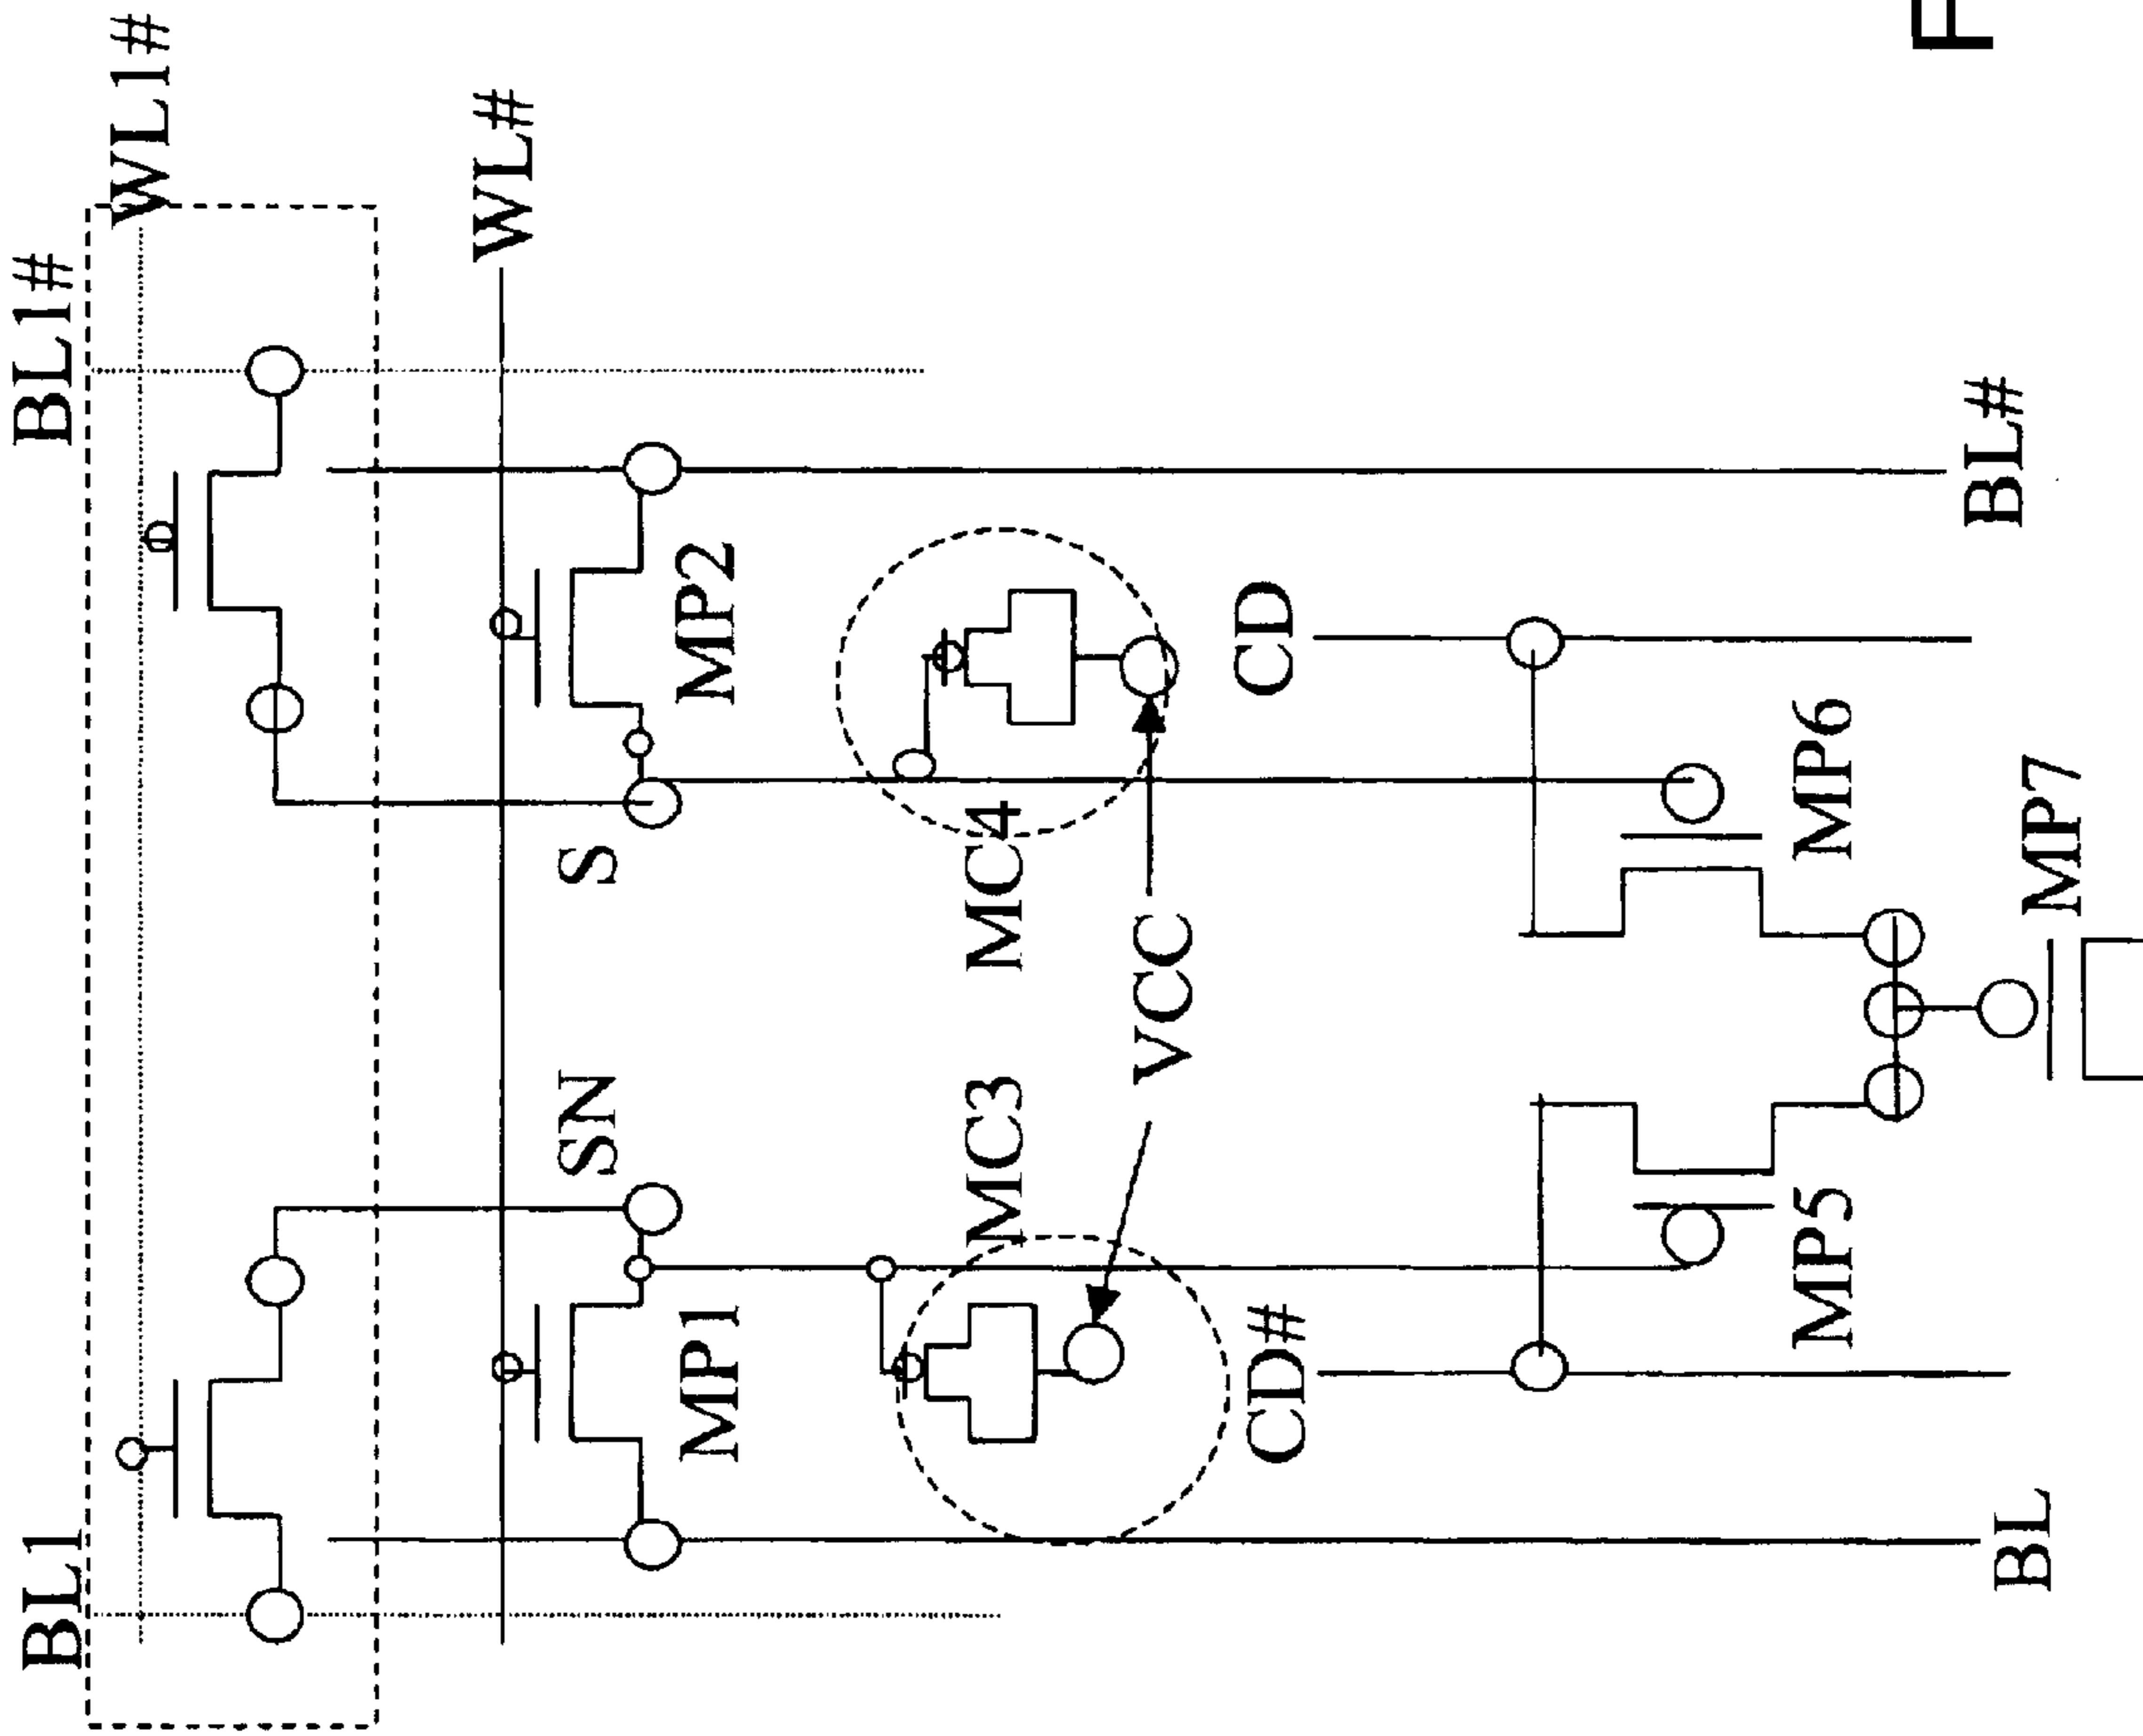 BL1
BL1#
WL1#
WL#
SN
S
MP1
MP2
MC3
MC4
VCC
CD#
CD
MP5
MP6
BL
BL#
MP7
F